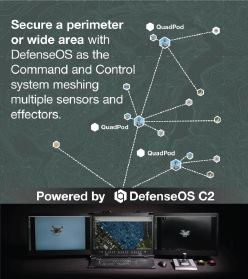 Secure a perimeter
or wide area with
DefenseOS as the
Command and Control
system meshing
multiple sensors and
effectors.
QuadPod
QuadPod
QuadPod
Powered by DefenseOS C2